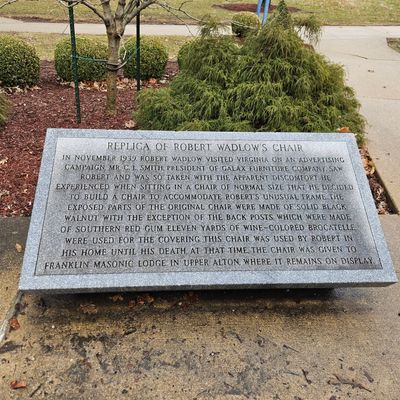 REPLICA OF ROBERT WADLOW'S CHAIR
IN NOVEMBER 1939 ROBERT WADLOW VISITED VIRGINIA ON AN ADVERTISING
CAMPAIGN. MR. C. L. SMITH, PRESIDENT OF GALAX FURNITURE COMPANY, SAW
ROBERT AND WAS SO TAKEN WITH THE APPARENT DISCOMFORT HE
EXPERIENCED WHEN SITTING IN A CHAIR OF NORMAL SIZE THAT HE DECIDED
TO BUILD A CHAIR TO ACCOMMODATE ROBERT'S UNUSUAL FRAME. THE
EXPOSED PARTS OF THE ORIGINAL CHAIR WERE MADE OF SOLID BLACK
WALNUT WITH THE EXCEPTION OF THE BACK POSTS, WHICH WERE MADE
OF SOUTHERN RED GUM. ELEVEN YARDS OF WINE-COLORED BROCATELLE
WERE USED FOR THE COVERING. THIS CHAIR WAS USED BY ROBERT IN
HIS HOME UNTIL HIS DEATH, AT THAT TIME THE CHAIR WAS GIVEN TO
FRANKLIN MASONIC LODGE IN UPPER ALTON, WHERE IT REMAINS ON DISPLAY.